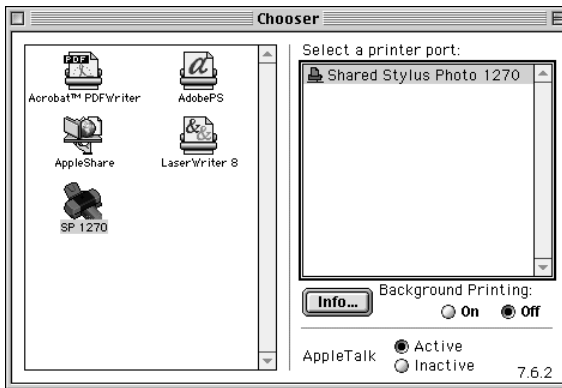 Chooser
PDF
Acrobat™ PDFWriter
a
AdobePS
AppleShare
&&
LaserWriter 8
SP 1270
Select a printer port:
Shared Stylus Photo 1270
Info...
Background Printing:
On Off
AppleTalk
Active
Inactive
7.6.2